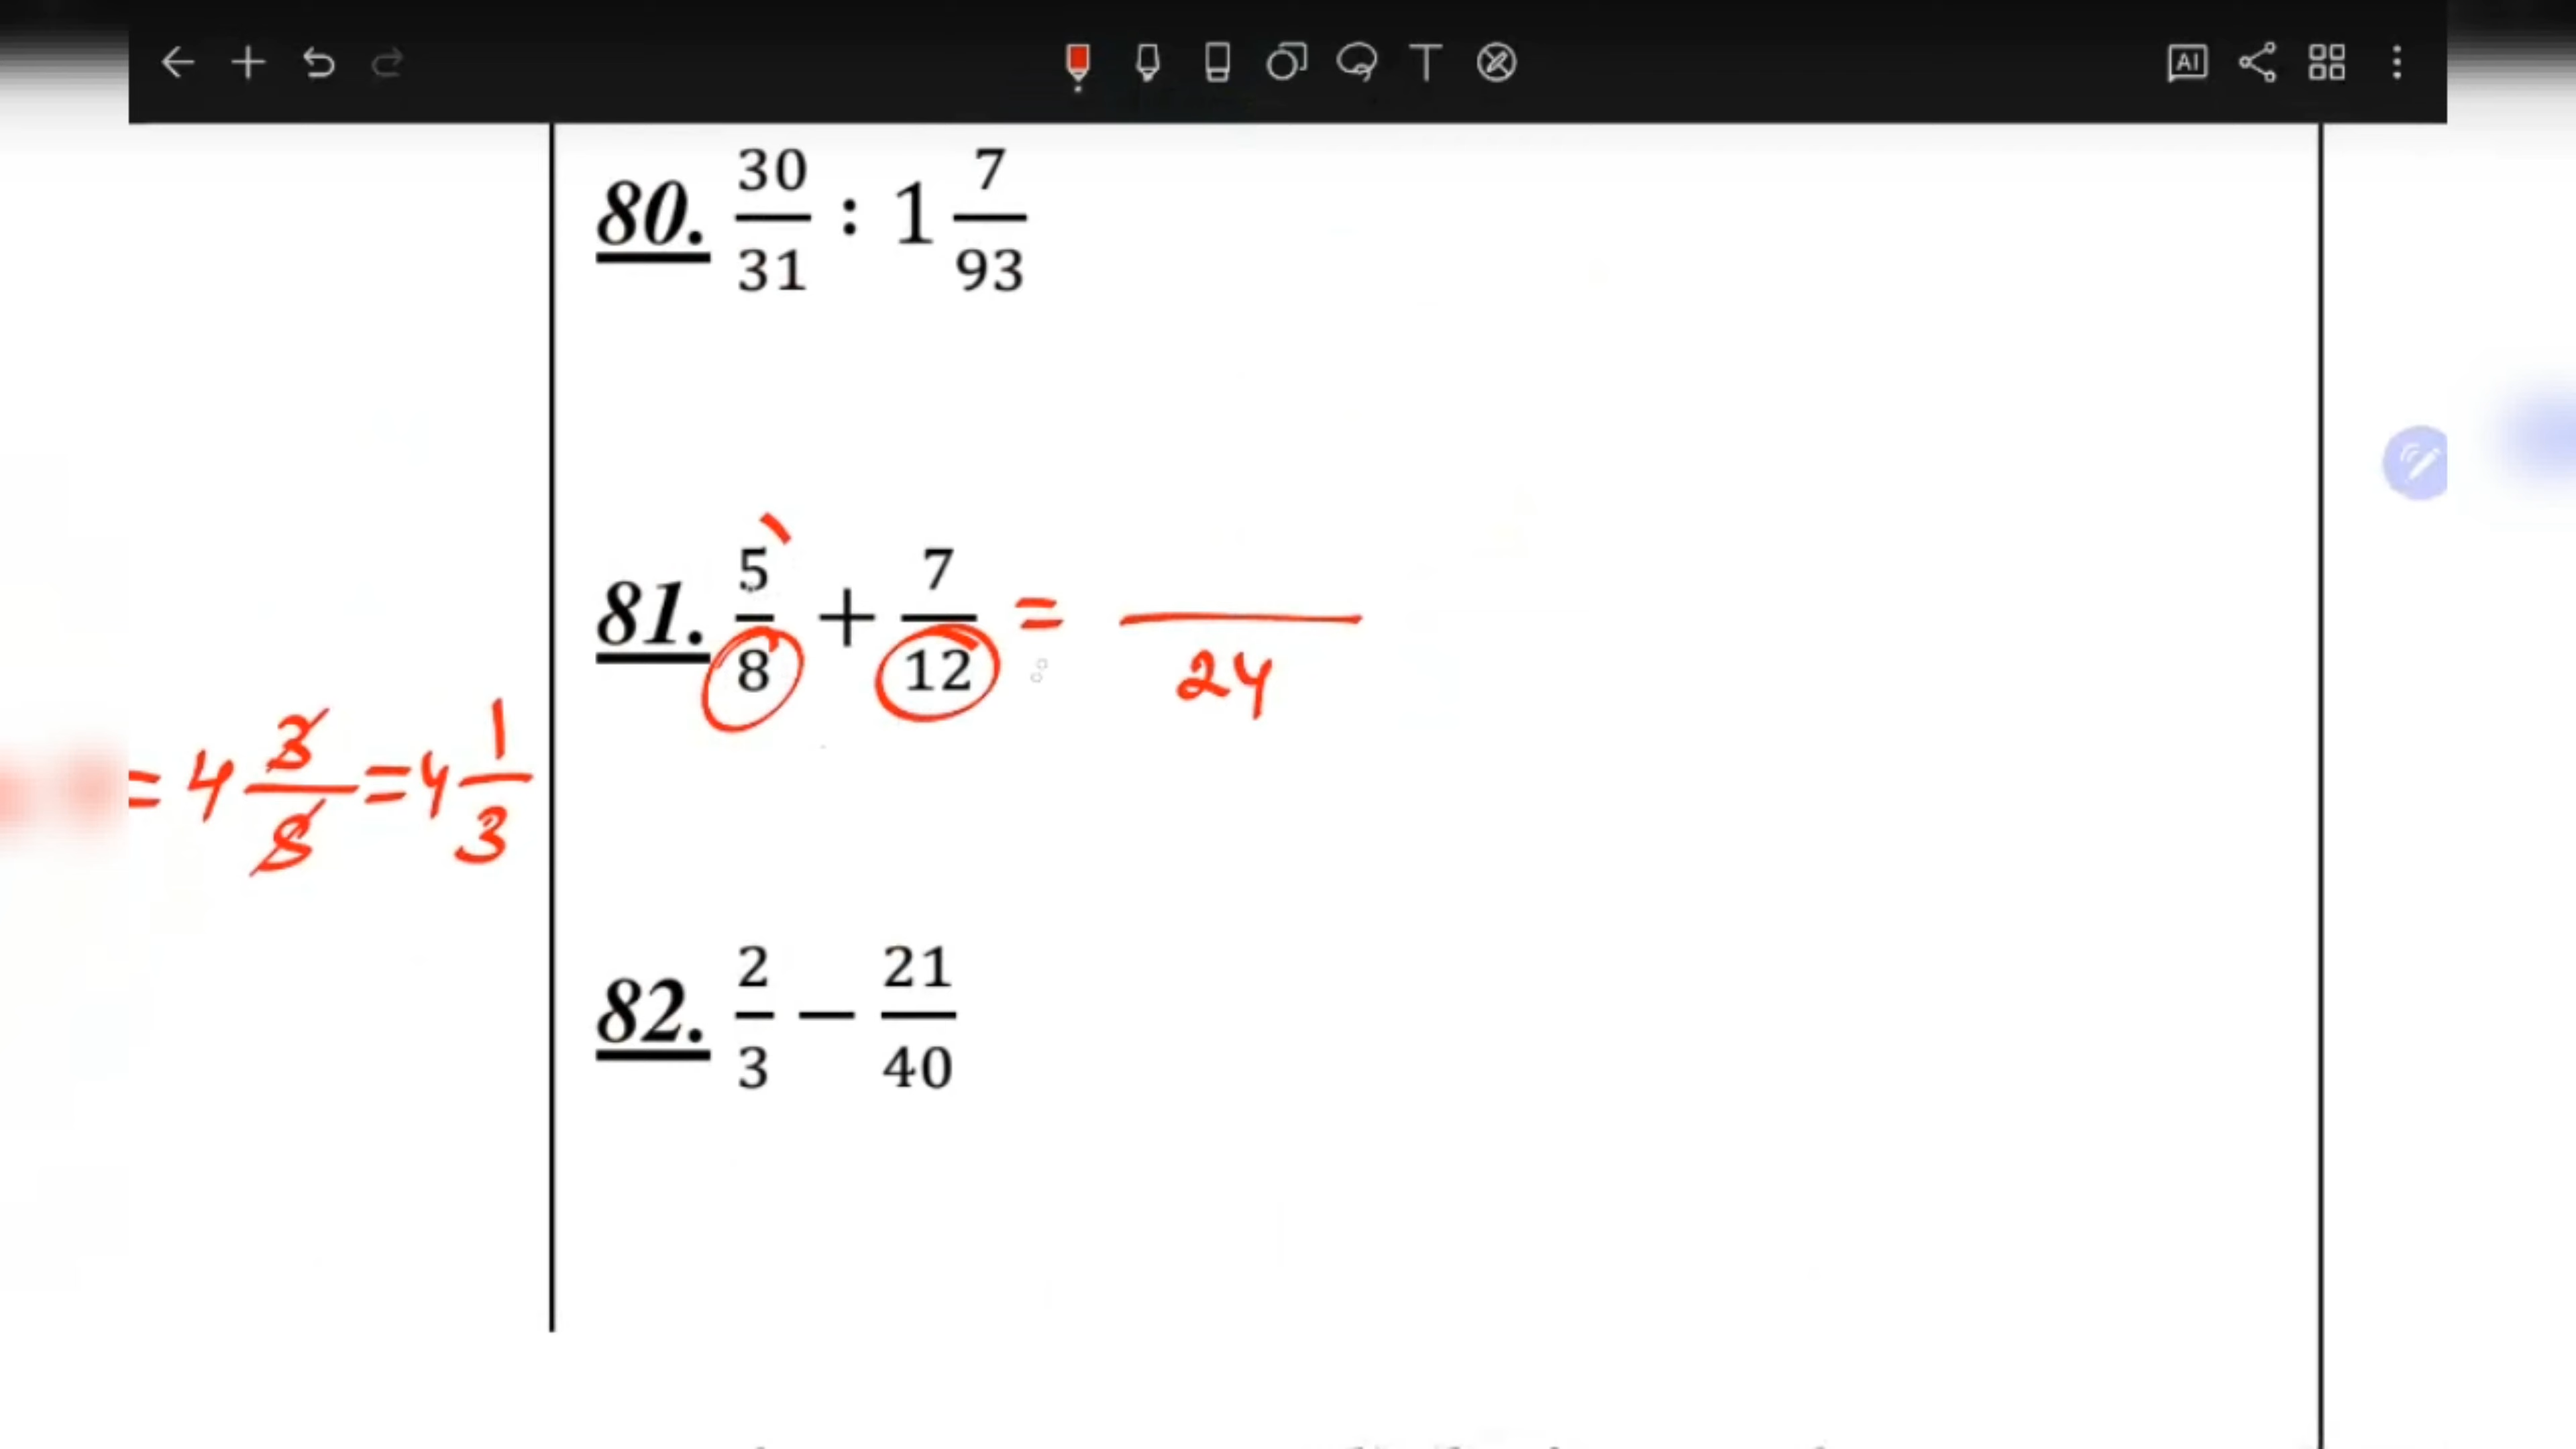 AI
80. 30/31 : 1 7/93
81. 5/8 + 7/12 = /24
= 4 3/8 = 4 1/3
82. 2/3 − 21/40